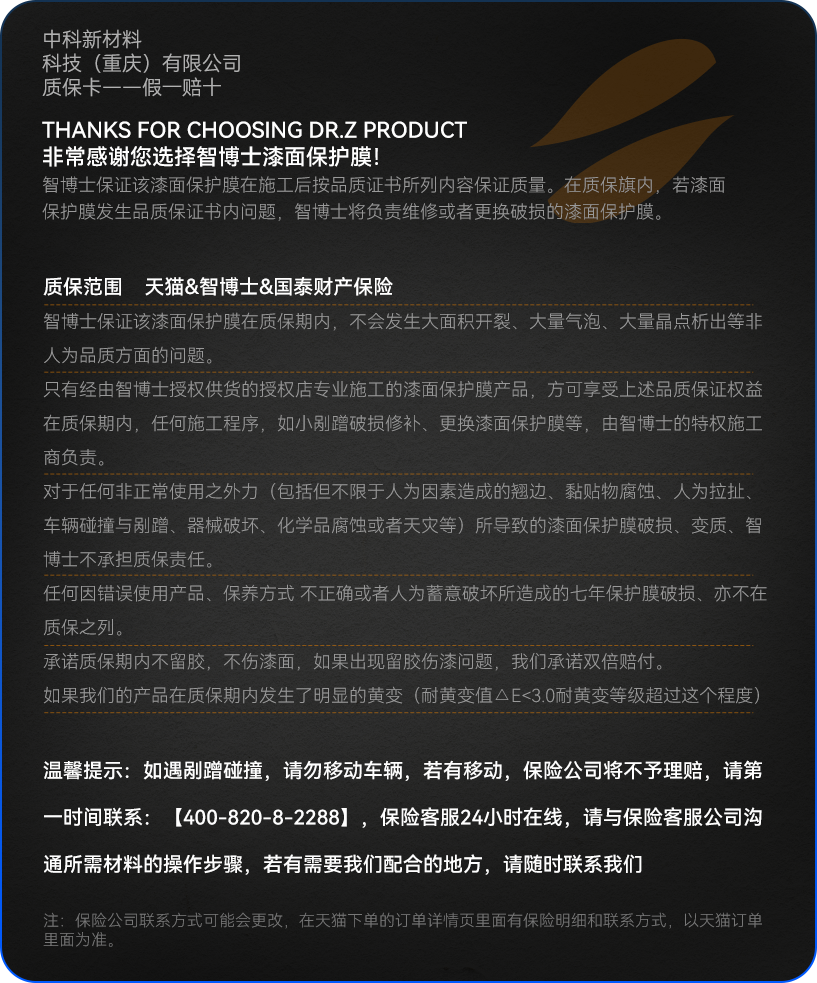 中科新材料
科技（重庆）有限公司
质保卡一一假一赔十
THANKS FOR CHOOSING DR.Z PRODUCT
非常感谢您选择智博士漆面保护膜！
智博士保证该漆面保护膜在施工后按品质证书所列内容保证质量。在质保旗内，若漆面
保护膜发生品质保证书内问题，智博士将负责维修或者更换破损的漆面保护膜。
质保范围 天猫&智博士&国泰财产保险
智博士保证该漆面保护膜在质保期内，不会发生大面积开裂、大量气泡、大量晶点析出等非
人为品质方面的问题。
只有经由智博士授权供货的授权店专业施工的漆面保护膜产品，方可享受上述品质保证权益
在质保期内，任何施工程序，如小剐蹭破损修补、更换漆面保护膜等，由智博士的特权施工
商负责。
对于任何非正常使用之外力（包括但不限于人为因素造成的翘边、黏贴物腐蚀、人为拉扯、
车辆碰撞与剐蹭、器械破坏、化学品腐蚀或者天灾等）所导致的漆面保护膜破损、变质、智
博士不承担质保责任。
任何因错误使用产品、保养方式 不正确或者人为蓄意破坏所造成的七年保护膜破损、亦不在
质保之列。
承诺质保期内不留胶，不伤漆面，如果出现留胶伤漆问题，我们承诺双倍赔付。
如果我们的产品在质保期内发生了明显的黄变（耐黄变值△E<3.0耐黄变等级超过这个程度）
温馨提示：如遇剐蹭碰撞，请勿移动车辆，若有移动，保险公司将不予理赔，请第
一时间联系：【400-820-8-2288】，保险客服24小时在线，请与保险客服公司沟
通所需材料的操作步骤，若有需要我们配合的地方，请随时联系我们
注：保险公司联系方式可能会更改，在天猫下单的订单详情页里面有保险明细和联系方式，以天猫订单
里面为准。